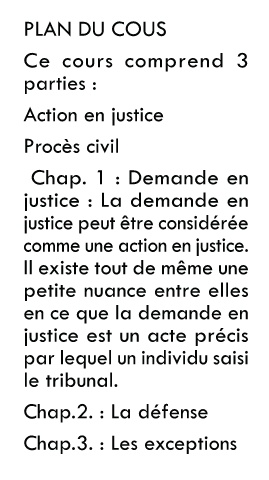 PLAN DU COUS
Ce cours comprend 3
parties :
Action en justice
Procès civil
Chap. 1 : Demande en
justice : La demande en
justice peut être considérée
comme une action en justice.
Il existe tout de même une
petite nuance entre elles
en ce que la demande en
justice est un acte précis
par lequel un individu saisi
le tribunal.
Chap.2. : La défense
Chap.3. : Les exceptions